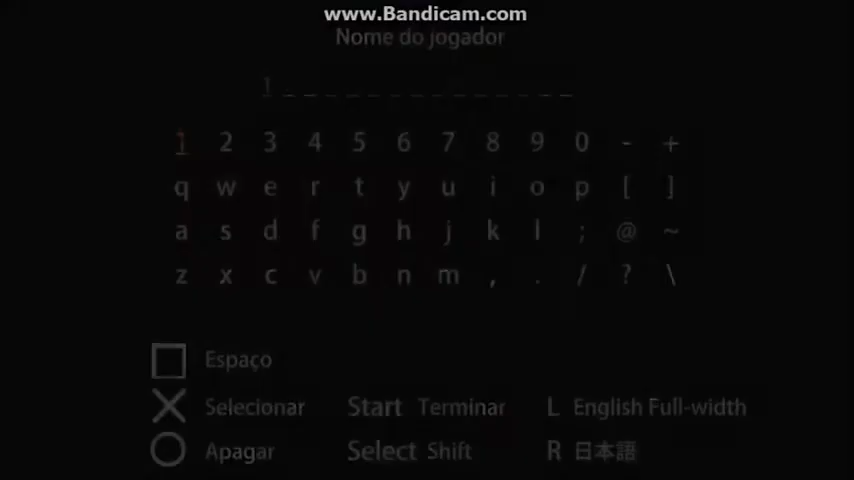 www.Bandicam.com
Nome do jogador
1 _ _ _ _ _ _ _ _ _ _ _ _ _ _
1 2 3 4 5 6 7 8 9 0 - +
q w e r t y u i o p [ ]
a s d f g h j k l ; @ ~
z x c v b n m , . / ? \
Espaço
Selecionar Start Terminar L English Full-width
Apagar Select Shift R 日本語